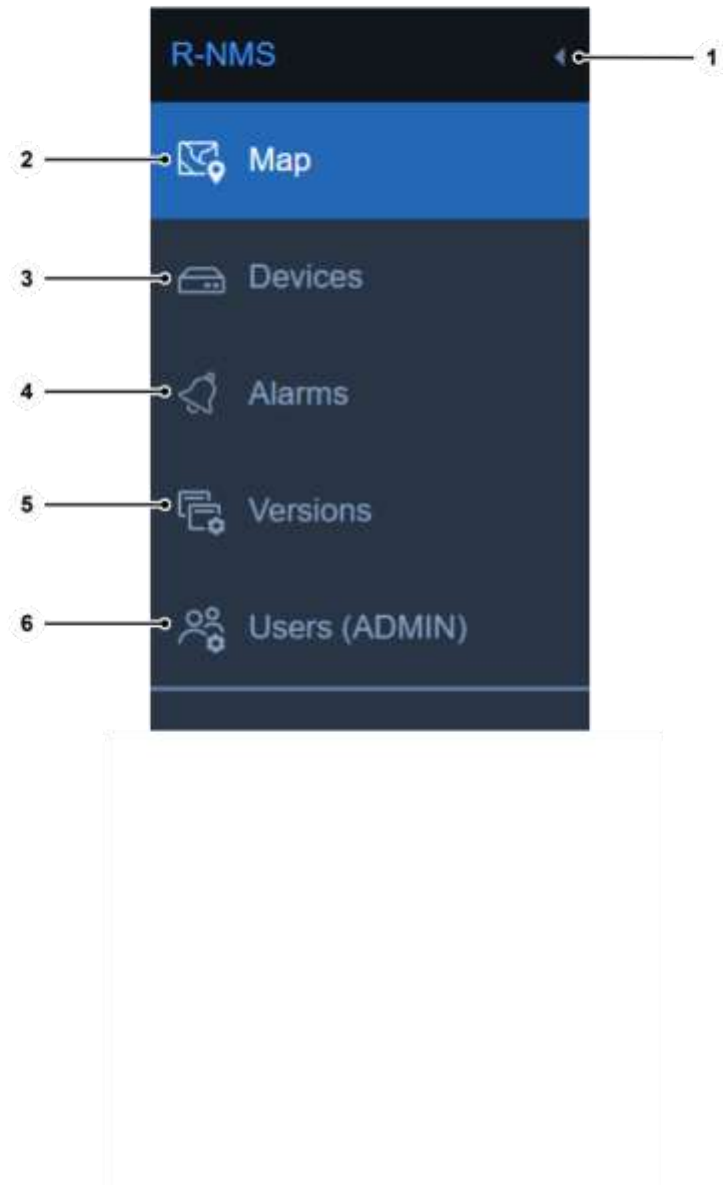 R-NMS 1
2 Map
3 Devices
4 Alarms
5 Versions
6 Users (ADMIN)